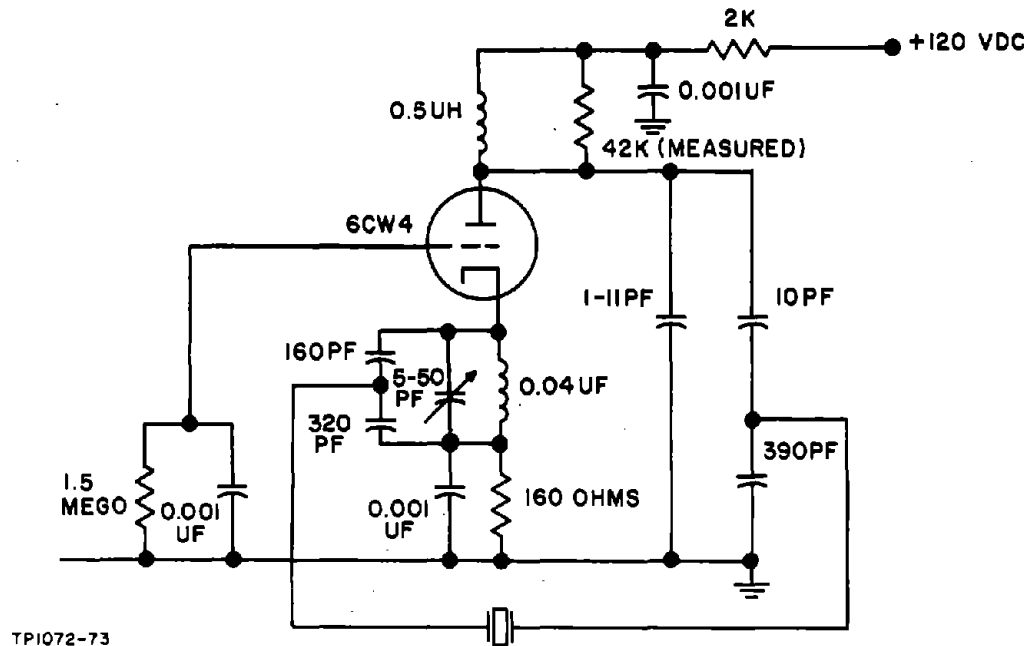 2K
+120 VDC
0.001UF
0.5UH
42K (MEASURED)
6CW4
1-11PF
10PF
160PF
5-50
PF
0.04UF
320
PF
390PF
1.5
MEGO
0.001
UF
0.001
UF
160 OHMS
TP1072-73